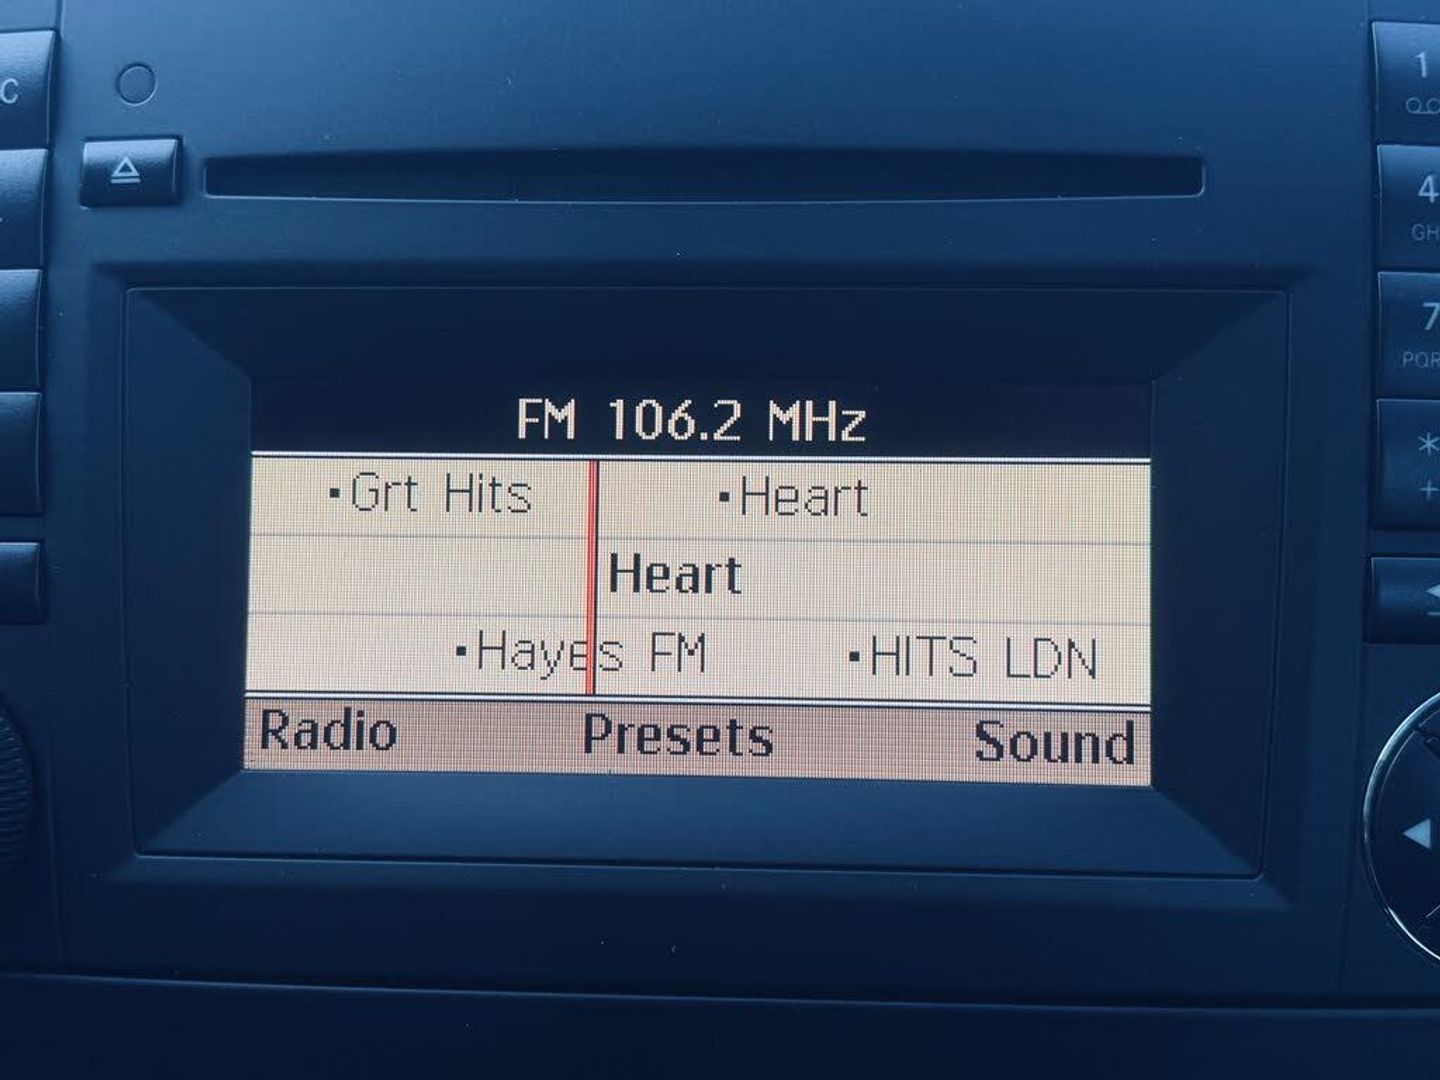 C
FM 106.2 MHz
Grt Hits
Heart
Heart
Hayes FM
HITS LDN
Radio
Presets
Sound
1
4
GH
7
PQR
*
+